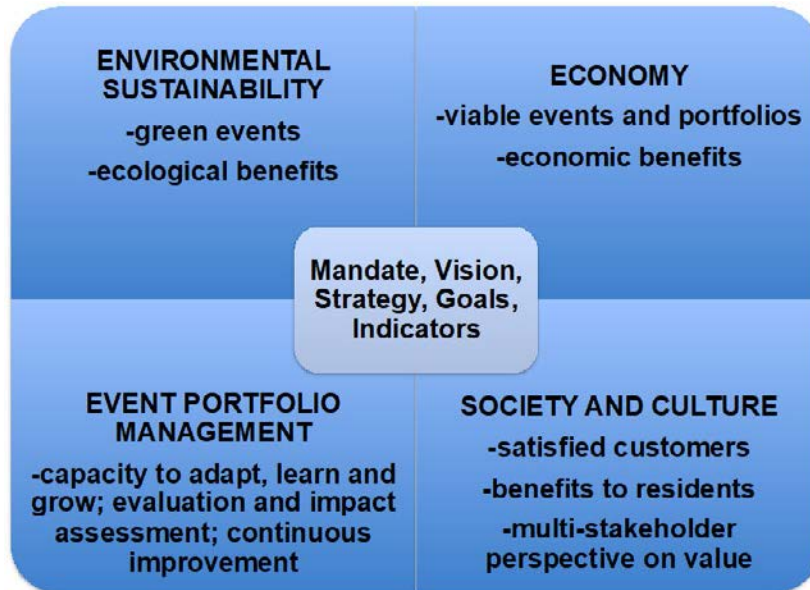 ENVIRONMENTAL
SUSTAINABILITY
-green events
-ecological benefits
ECONOMY
-viable events and portfolios
-economic benefits
Mandate, Vision,
Strategy, Goals,
Indicators
EVENT PORTFOLIO
MANAGEMENT
-capacity to adapt, learn and
grow; evaluation and impact
assessment; continuous
improvement
SOCIETY AND CULTURE
-satisfied customers
-benefits to residents
-multi-stakeholder
perspective on value